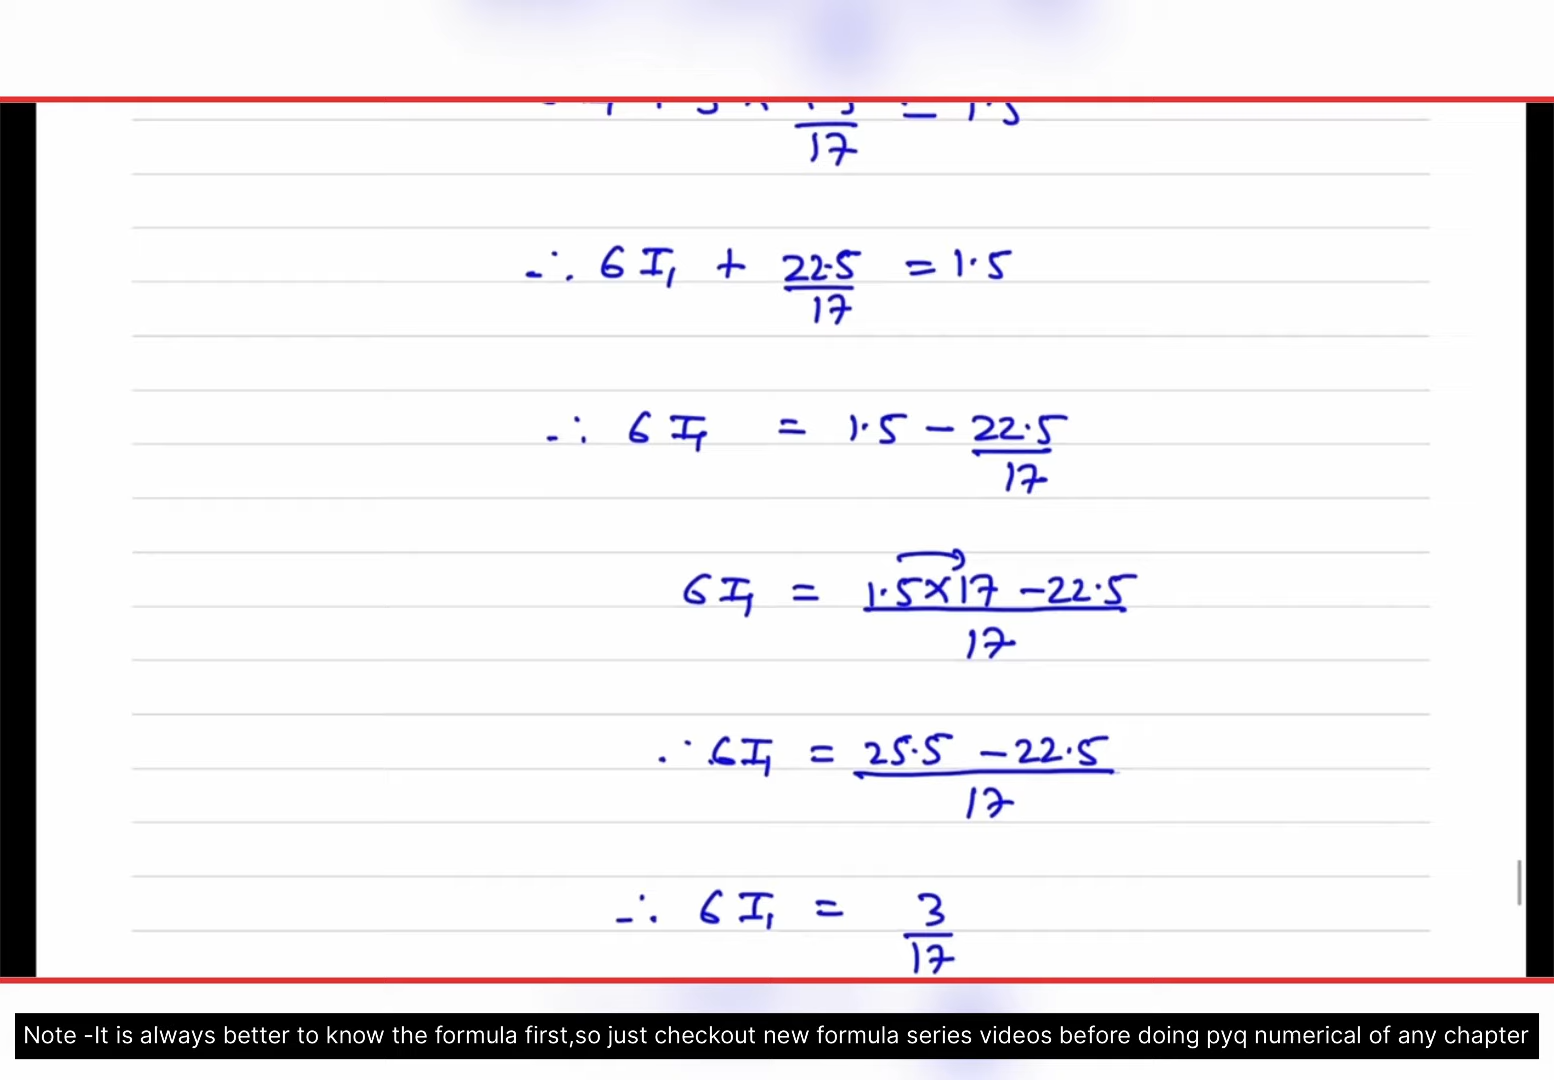 17
∴ 6 I₁ + 22.5/17 = 1.5
∴ 6 I₁ = 1.5 - 22.5/17
6 I₁ = 1.5×17 - 22.5/17
∴ 6 I₁ = 25.5 - 22.5/17
∴ 6 I₁ = 3/17
Note -It is always better to know the formula first,so just checkout new formula series videos before doing pyq numerical of any chapter